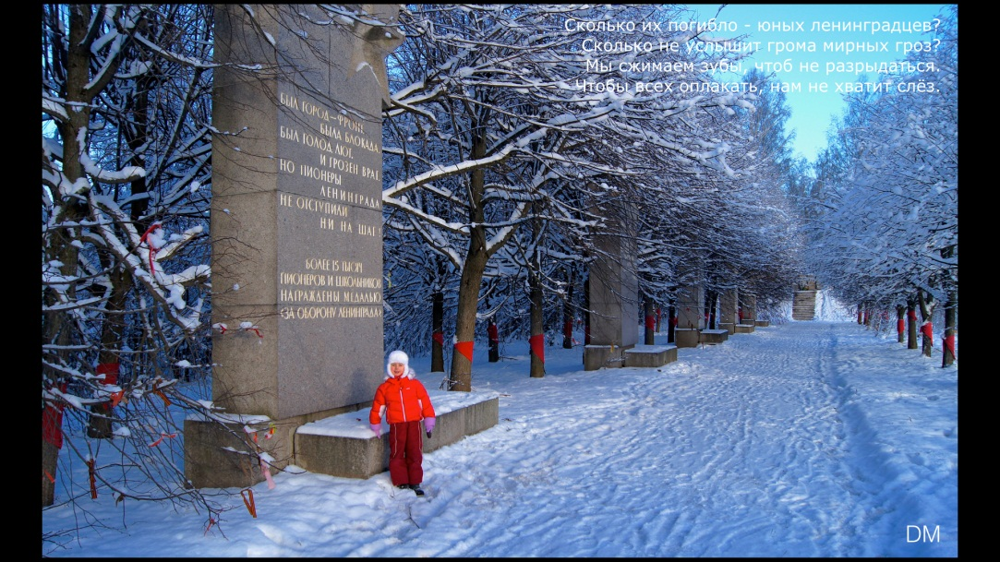 Сколько их погибло - юных ленинградцев?
Сколько не услышит грома мирных гроз?
Мы сжимаем зубы, чтоб не разрыдаться.
Чтобы всех оплакать, нам не хватит слёз.
БЫЛ ГОРОД-ФРОНТ,
БЫЛА БЛОКАДА,
БЫЛ ГОЛОД ЛЮТ,
И ГРОЗЕН ВРАГ,
НО ПИОНЕРЫ
ЛЕНИНГРАДА
НЕ ОТСТУПИЛИ
НИ НА ШАГ!
БОЛЕЕ 15 ТЫСЯЧ
ПИОНЕРОВ И ШКОЛЬНИКОВ
НАГРАЖДЕНЫ МЕДАЛЬЮ
«ЗА ОБОРОНУ ЛЕНИНГРАДА»
DM